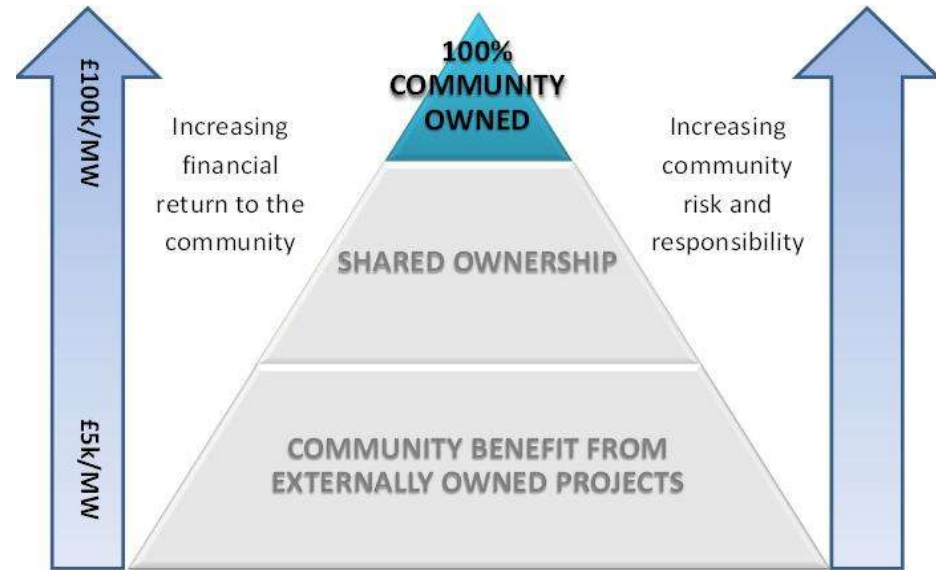 £100k/MW
£5k/MW
Increasing
financial
return to the
community
100%
COMMUNITY
OWNED
SHARED OWNERSHIP
COMMUNITY BENEFIT FROM
EXTERNALLY OWNED PROJECTS
Increasing
community
risk and
responsibility